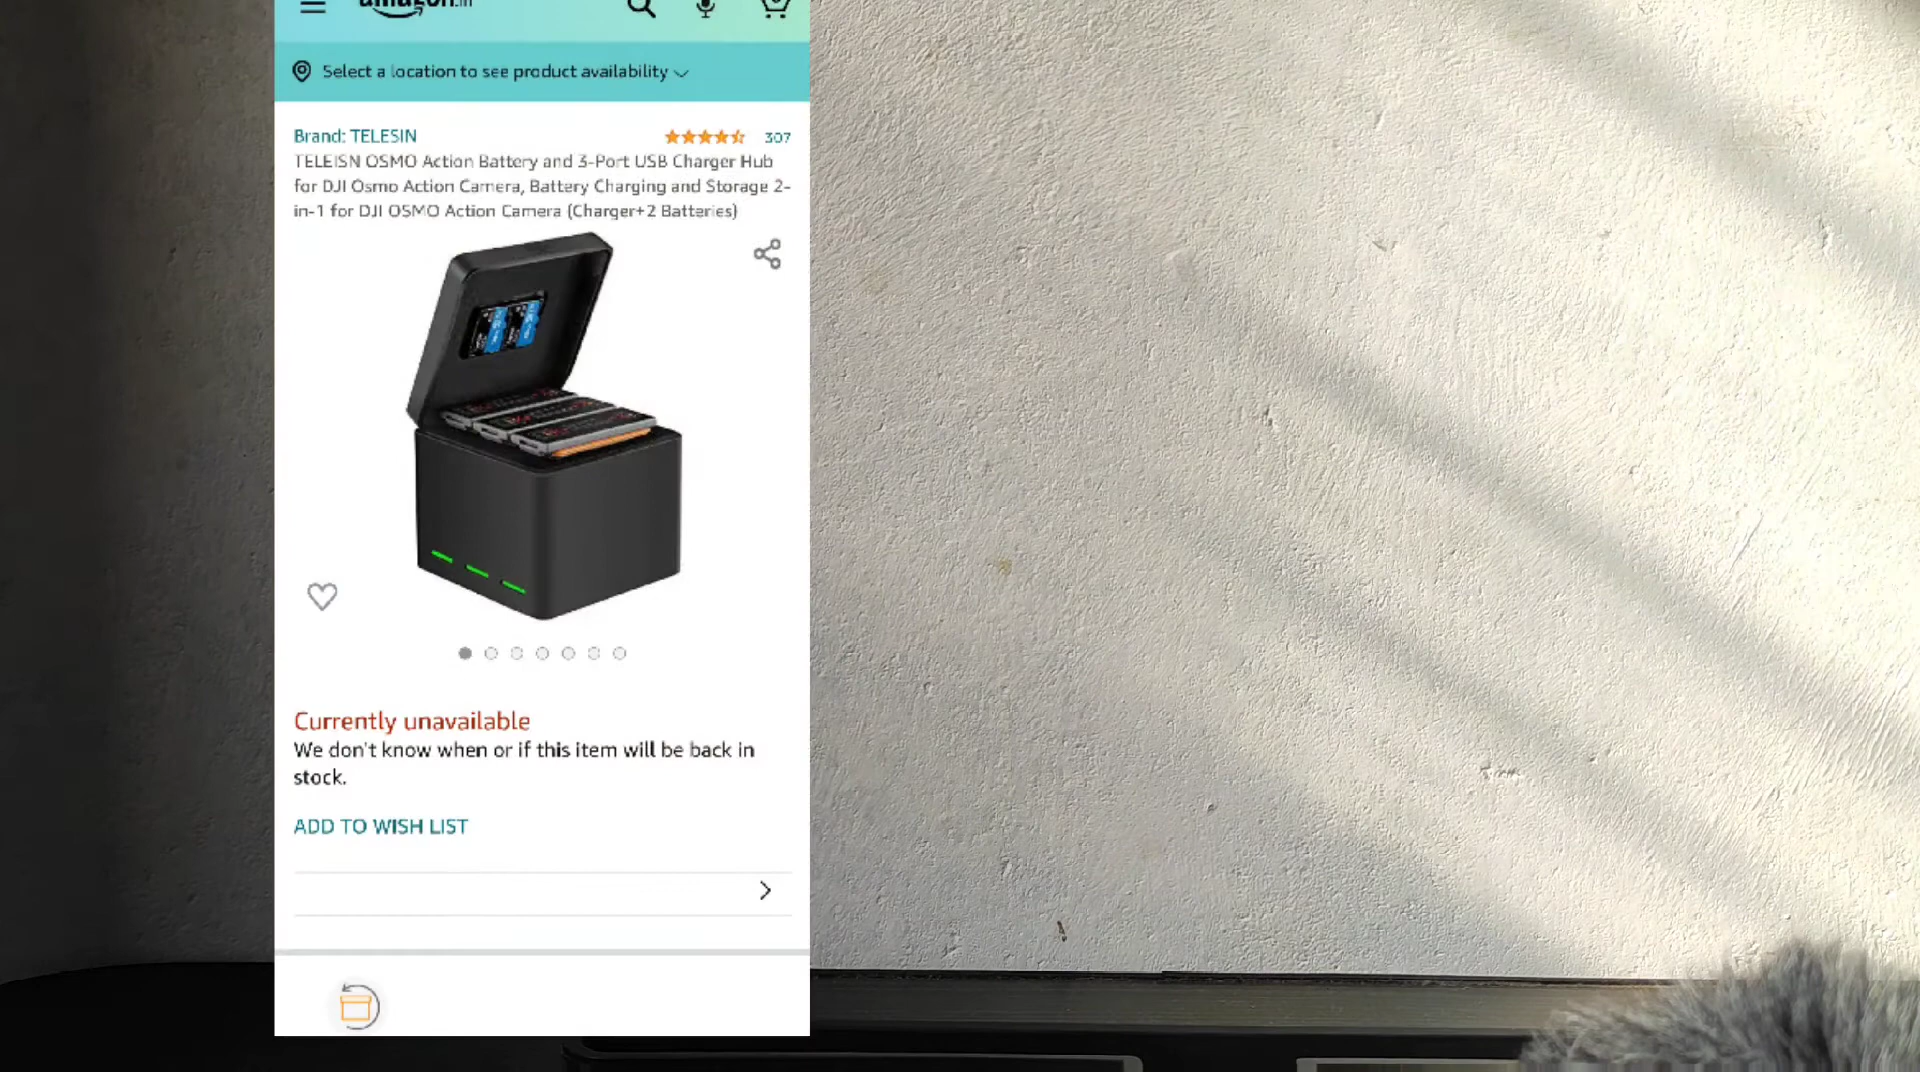 amazon.in
Select a location to see product availability
Brand: TELESIN
307
TELEISN OSMO Action Battery and 3-Port USB Charger Hub
for DJI Osmo Action Camera, Battery Charging and Storage 2-
in-1 for DJI OSMO Action Camera (Charger+2 Batteries)
Currently unavailable
We don't know when or if this item will be back in
stock.
ADD TO WISH LIST